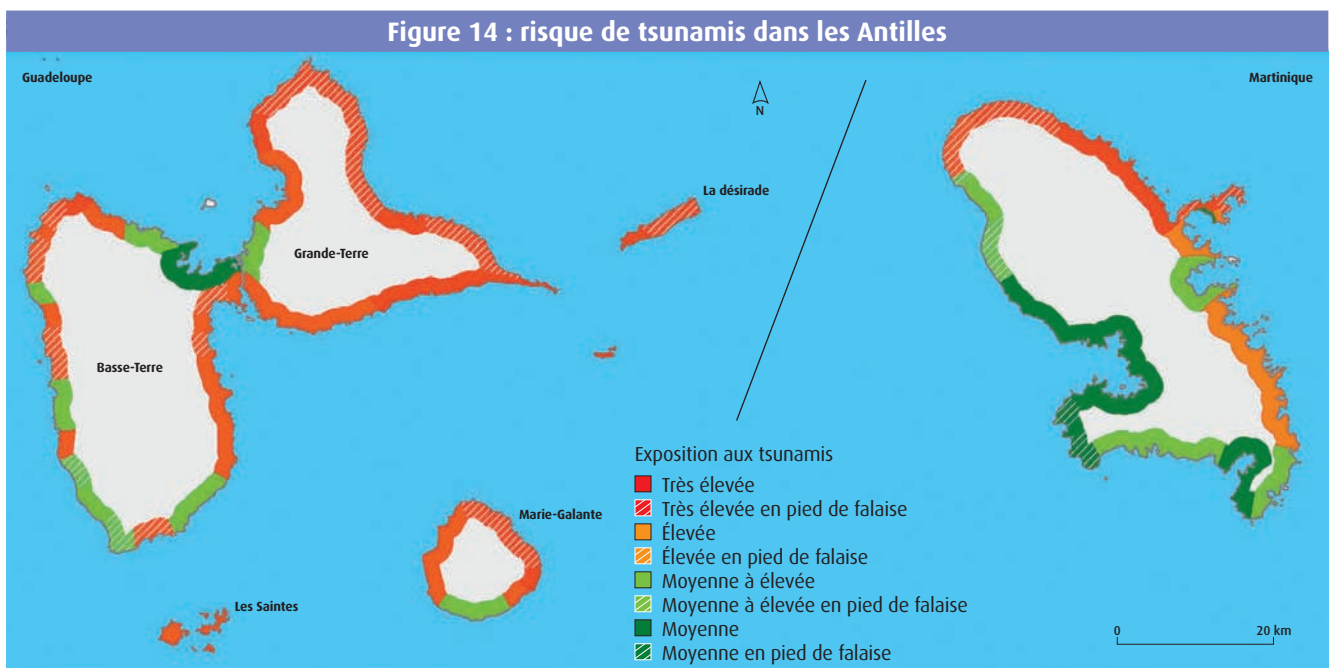 Figure 14 : risque de tsunamis dans les Antilles
Guadeloupe
N
Martinique
La désirade
Grande-Terre
Basse-Terre
Marie-Galante
Les Saintes
Exposition aux tsunamis
Très élevée
Très élevée en pied de falaise
Élevée
Élevée en pied de falaise
Moyenne à élevée
Moyenne à élevée en pied de falaise
Moyenne
Moyenne en pied de falaise
0 20 km